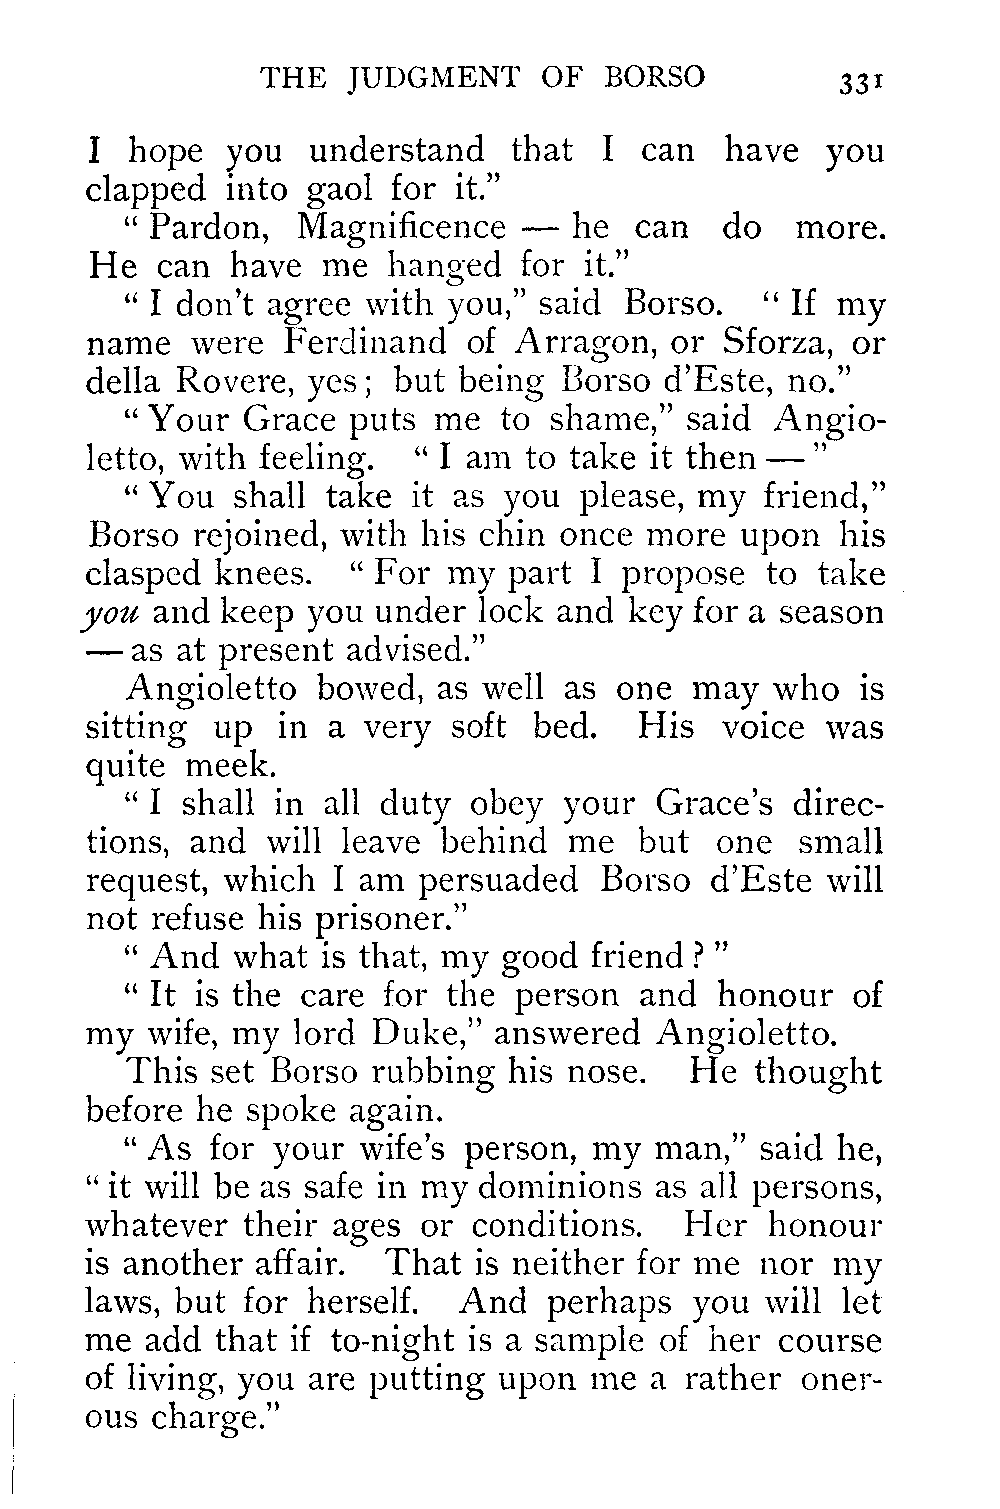 THE JUDGMENT OF BORSO 331
I hope you understand that I can have you
clapped into gaol for it.”
“ Pardon, Magnificence — he can do more.
He can have me hanged for it.”
“ I don't agree with you,” said Borso. “ If my
name were Ferdinand of Arragon, or Sforza, or
della Rovere, yes; but being Borso d'Este, no.”
“ Your Grace puts me to shame,” said Angio-
letto, with feeling. “ I am to take it then — ”
“ You shall take it as you please, my friend,”
Borso rejoined, with his chin once more upon his
clasped knees. “ For my part I propose to take
you and keep you under lock and key for a season
— as at present advised.”
Angioletto bowed, as well as one may who is
sitting up in a very soft bed. His voice was
quite meek.
“ I shall in all duty obey your Grace's direc-
tions, and will leave behind me but one small
request, which I am persuaded Borso d'Este will
not refuse his prisoner.”
“ And what is that, my good friend ? ”
“ It is the care for the person and honour of
my wife, my lord Duke,” answered Angioletto.
This set Borso rubbing his nose. He thought
before he spoke again.
“ As for your wife's person, my man,” said he,
“ it will be as safe in my dominions as all persons,
whatever their ages or conditions. Her honour
is another affair. That is neither for me nor my
laws, but for herself. And perhaps you will let
me add that if to-night is a sample of her course
of living, you are putting upon me a rather oner-
ous charge.”